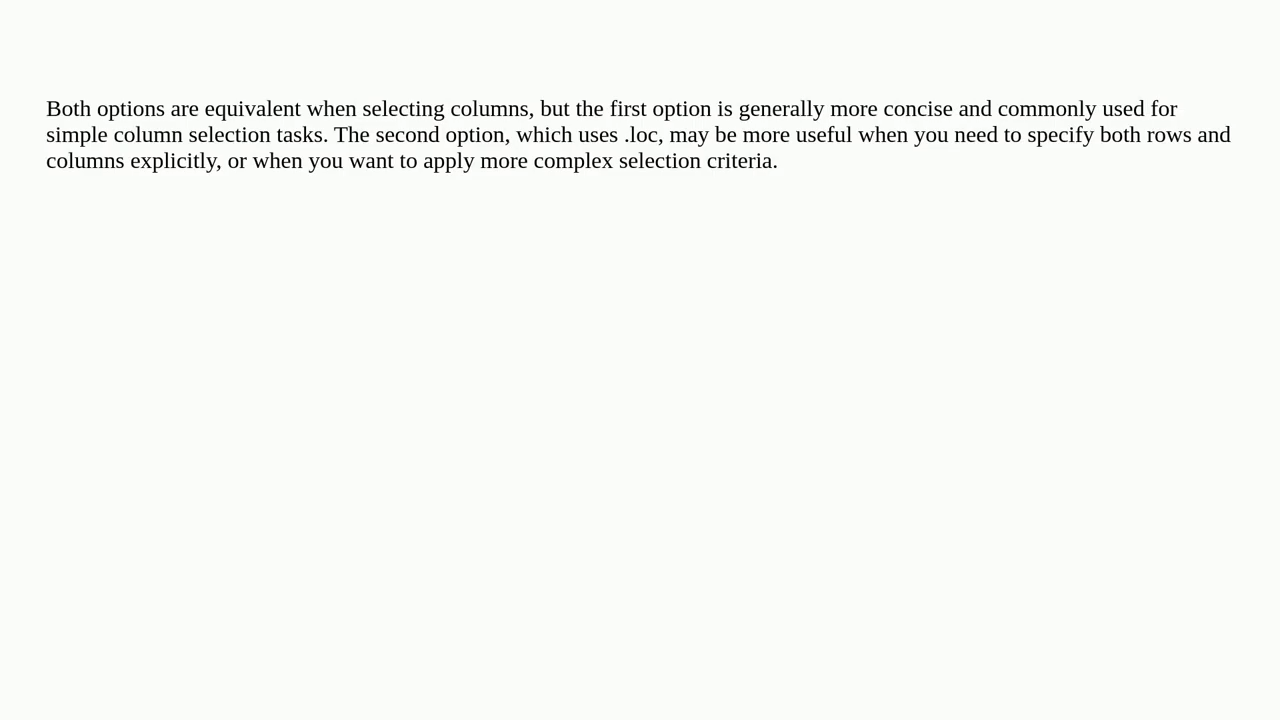 Both options are equivalent when selecting columns, but the first option is generally more concise and commonly used for
simple column selection tasks. The second option, which uses .loc, may be more useful when you need to specify both rows and
columns explicitly, or when you want to apply more complex selection criteria.